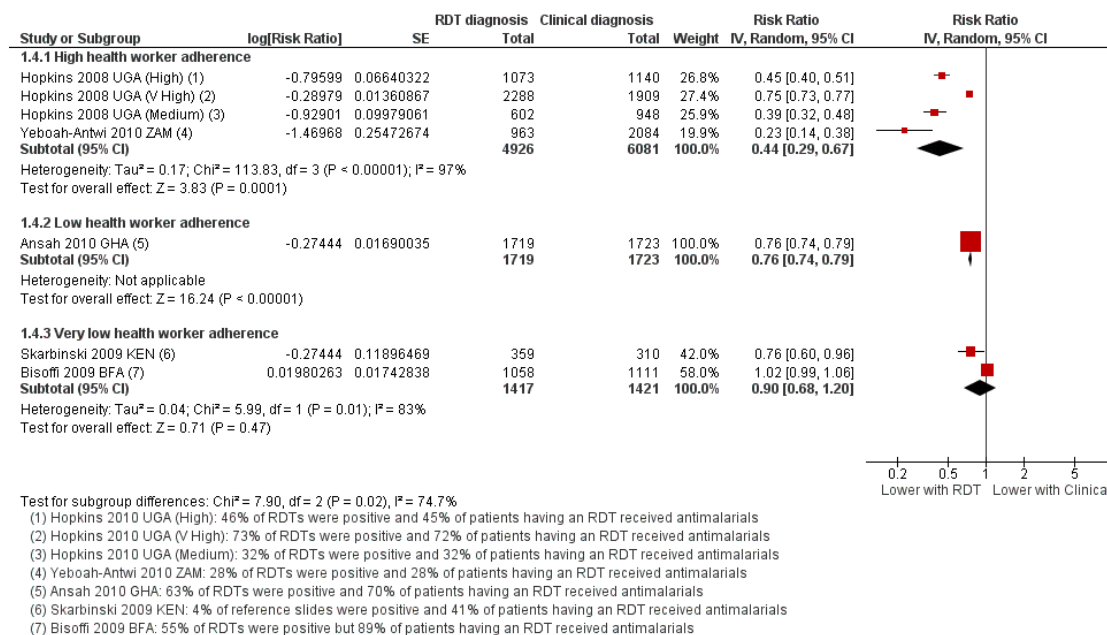 RDT diagnosis Clinical diagnosis Risk Ratio Risk Ratio
Study or Subgroup log[Risk Ratio] SE Total Total Weight IV, Random, 95% CI IV, Random, 95% CI
1.4.1 High health worker adherence
Hopkins 2008 UGA (High) (1) -0.79599 0.06640322 1073 1140 26.8% 0.45 [0.40, 0.51]
Hopkins 2008 UGA (V High) (2) -0.28979 0.01360867 2288 1909 27.4% 0.75 [0.73, 0.77]
Hopkins 2008 UGA (Medium) (3) -0.92901 0.09979061 602 948 25.9% 0.39 [0.32, 0.48]
Yeboah-Antwi 2010 ZAM (4) -1.46968 0.25472674 963 2084 19.9% 0.23 [0.14, 0.38]
Subtotal (95% CI) 4926 6081 100.0% 0.44 [0.29, 0.67]
Heterogeneity: Tau² = 0.17; Chi² = 113.83, df = 3 (P < 0.00001); I² = 97%
Test for overall effect: Z = 3.83 (P = 0.0001)
1.4.2 Low health worker adherence
Ansah 2010 GHA (5) -0.27444 0.01690035 1719 1723 100.0% 0.76 [0.74, 0.79]
Subtotal (95% CI) 1719 1723 100.0% 0.76 [0.74, 0.79]
Heterogeneity: Not applicable
Test for overall effect: Z = 16.24 (P < 0.00001)
1.4.3 Very low health worker adherence
Skarbinski 2009 KEN (6) -0.27444 0.11896469 359 310 42.0% 0.76 [0.60, 0.96]
Bisoffi 2009 BFA (7) 0.01980263 0.01742838 1058 1111 58.0% 1.02 [0.99, 1.06]
Subtotal (95% CI) 1417 1421 100.0% 0.90 [0.68, 1.20]
Heterogeneity: Tau² = 0.04; Chi² = 5.99, df = 1 (P = 0.01); I² = 83%
Test for overall effect: Z = 0.71 (P = 0.47)
0.2 0.5 1 2 5
Lower with RDT Lower with Clinica
Test for subgroup differences: Chi² = 7.90, df = 2 (P = 0.02), I² = 74.7%
(1) Hopkins 2010 UGA (High): 46% of RDTs were positive and 45% of patients having an RDT received antimalarials
(2) Hopkins 2010 UGA (V High): 73% of RDTs were positive and 72% of patients having an RDT received antimalarials
(3) Hopkins 2010 UGA (Medium): 32% of RDTs were positive and 32% of patients having an RDT received antimalarials
(4) Yeboah-Antwi 2010 ZAM: 28% of RDTs were positive and 28% of patients having an RDT received antimalarials
(5) Ansah 2010 GHA: 63% of RDTs were positive and 70% of patients having an RDT received antimalarials
(6) Skarbinski 2009 KEN: 4% of reference slides were positive and 41% of patients having an RDT received antimalarials
(7) Bisoffi 2009 BFA: 55% of RDTs were positive but 89% of patients having an RDT received antimalarials